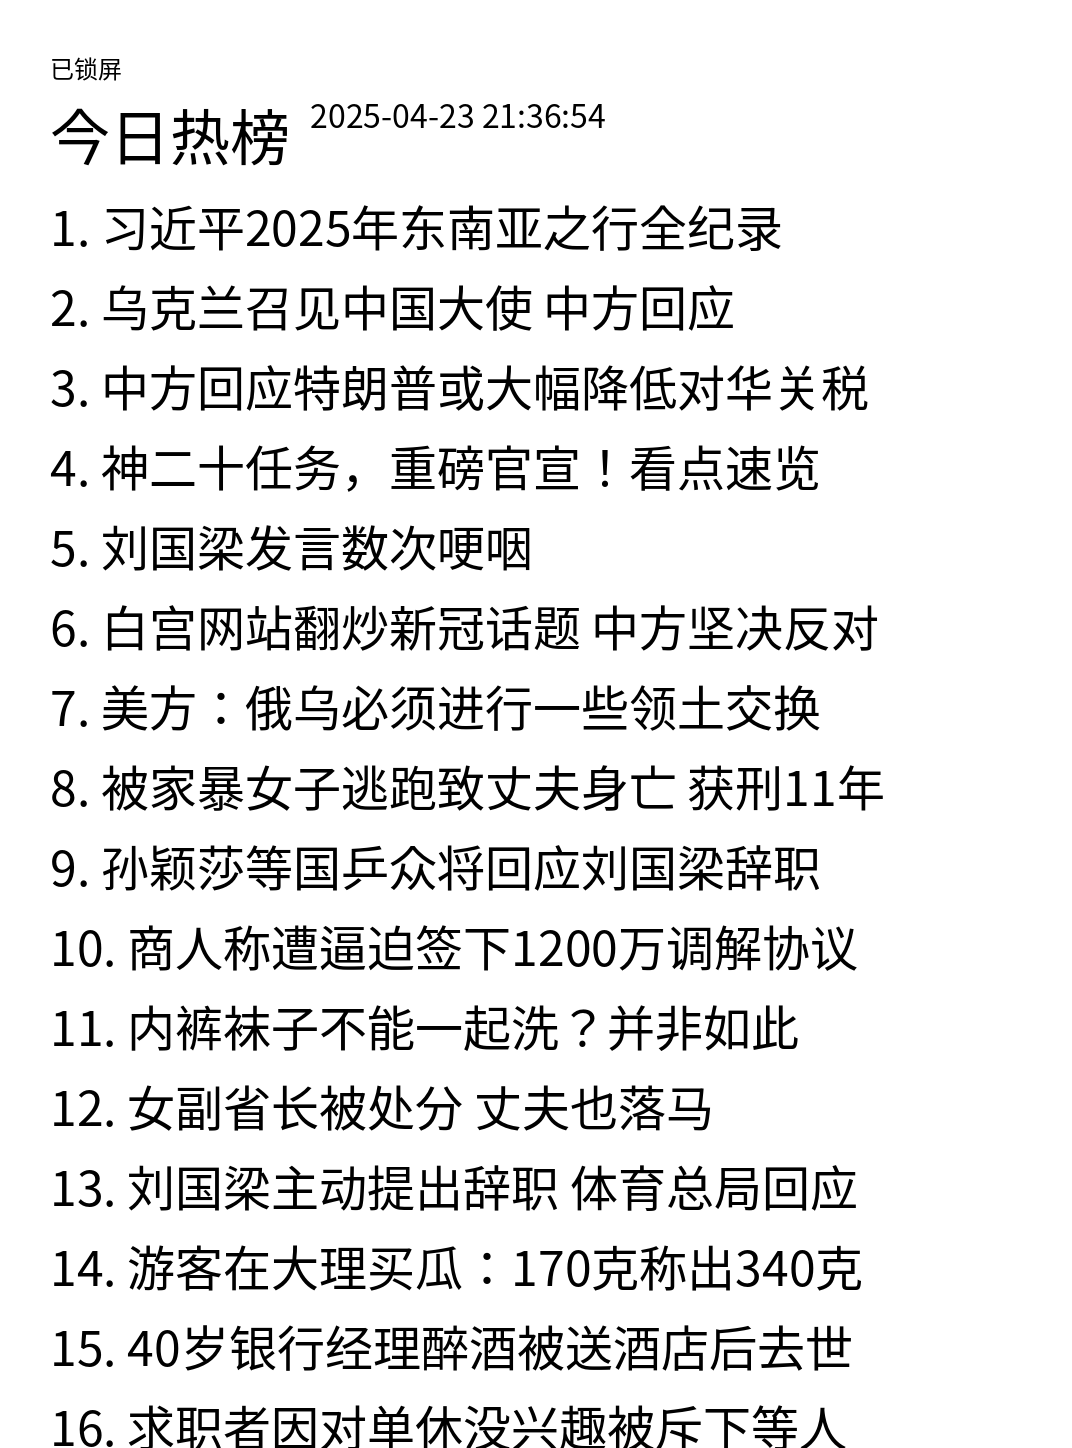 已锁屏
今日热榜 2025-04-23 21:36:54
1. 习近平2025年东南亚之行全纪录
2. 乌克兰召见中国大使 中方回应
3. 中方回应特朗普或大幅降低对华关税
4. 神二十任务，重磅官宣！看点速览
5. 刘国梁发言数次哽咽
6. 白宫网站翻炒新冠话题 中方坚决反对
7. 美方：俄乌必须进行一些领土交换
8. 被家暴女子逃跑致丈夫身亡 获刑11年
9. 孙颖莎等国乒众将回应刘国梁辞职
10. 商人称遭逼迫签下1200万调解协议
11. 内裤袜子不能一起洗？并非如此
12. 女副省长被处分 丈夫也落马
13. 刘国梁主动提出辞职 体育总局回应
14. 游客在大理买瓜：170克称出340克
15. 40岁银行经理醉酒被送酒店后去世
16. 求职者因对单休没兴趣被斥下等人